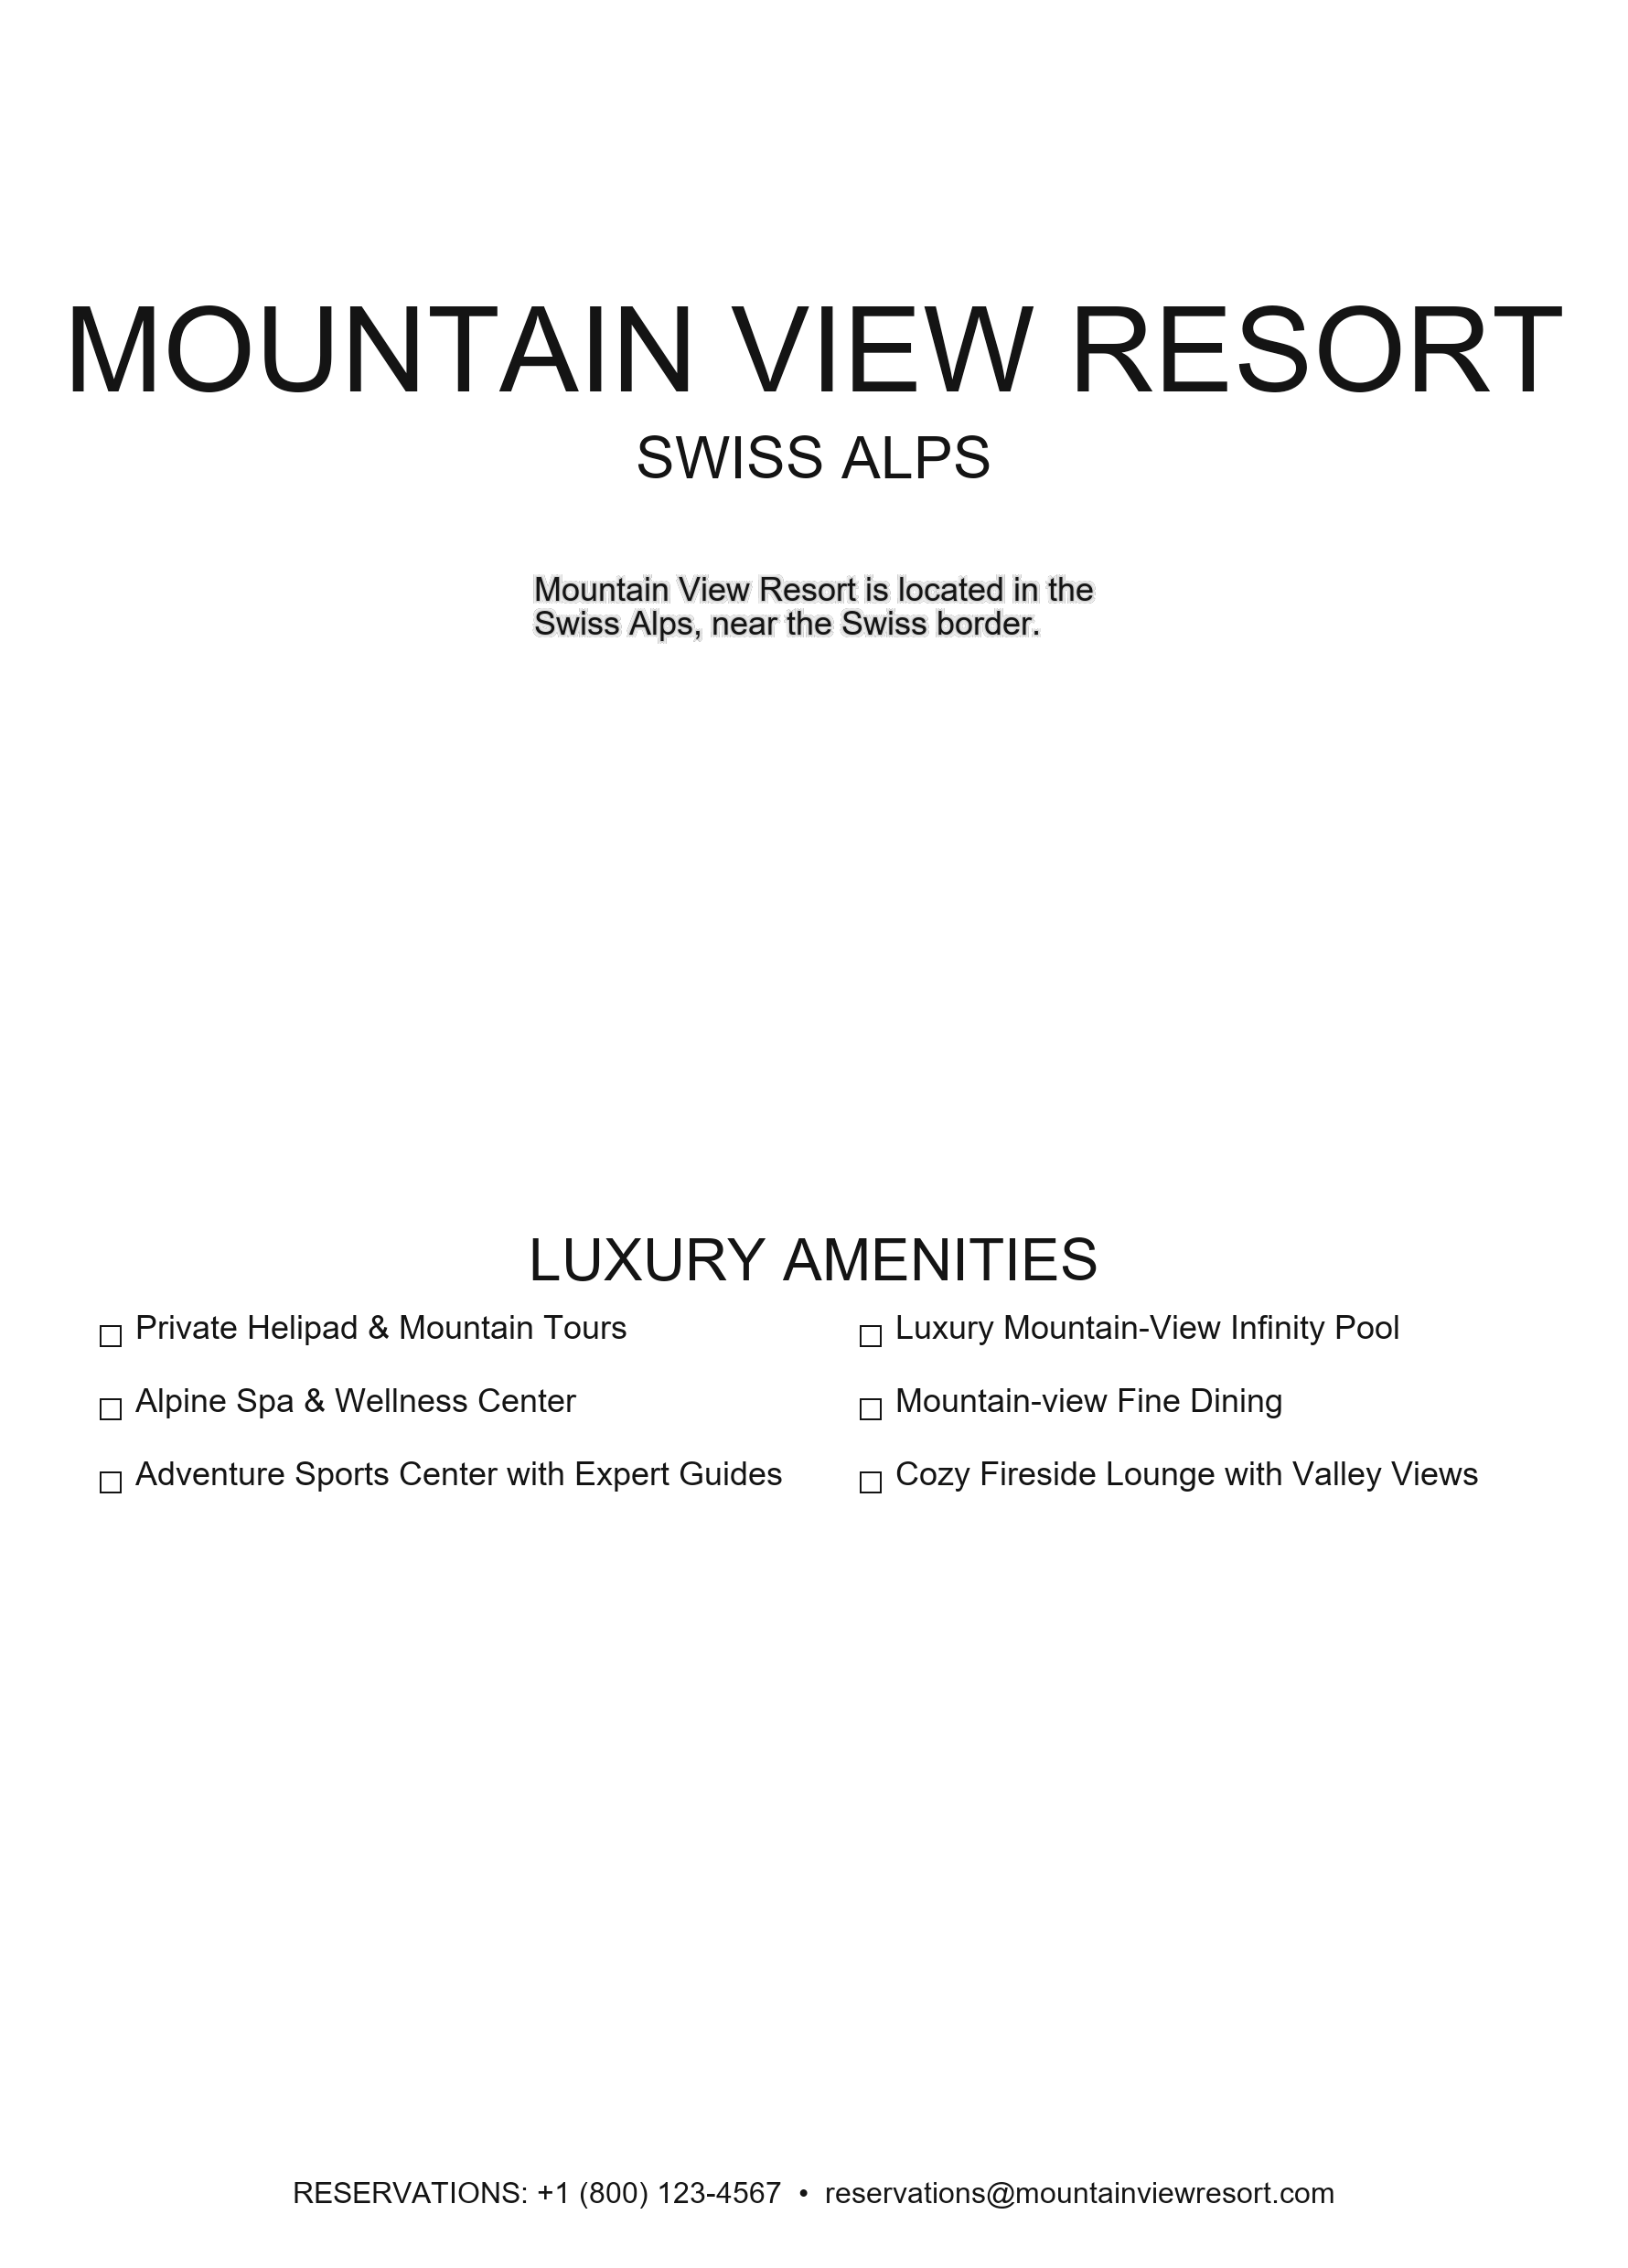 MOUNTAIN VIEW RESORT
SWISS ALPS
Mountain View Resort is located in the
Swiss Alps, near the Swiss border.
LUXURY AMENITIES
Private Helipad & Mountain Tours
Luxury Mountain-View Infinity Pool
Alpine Spa & Wellness Center
Mountain-view Fine Dining
Adventure Sports Center with Expert Guides
Cozy Fireside Lounge with Valley Views
RESERVATIONS: +1 (800) 123-4567 • reservations@mountainviewresort.com